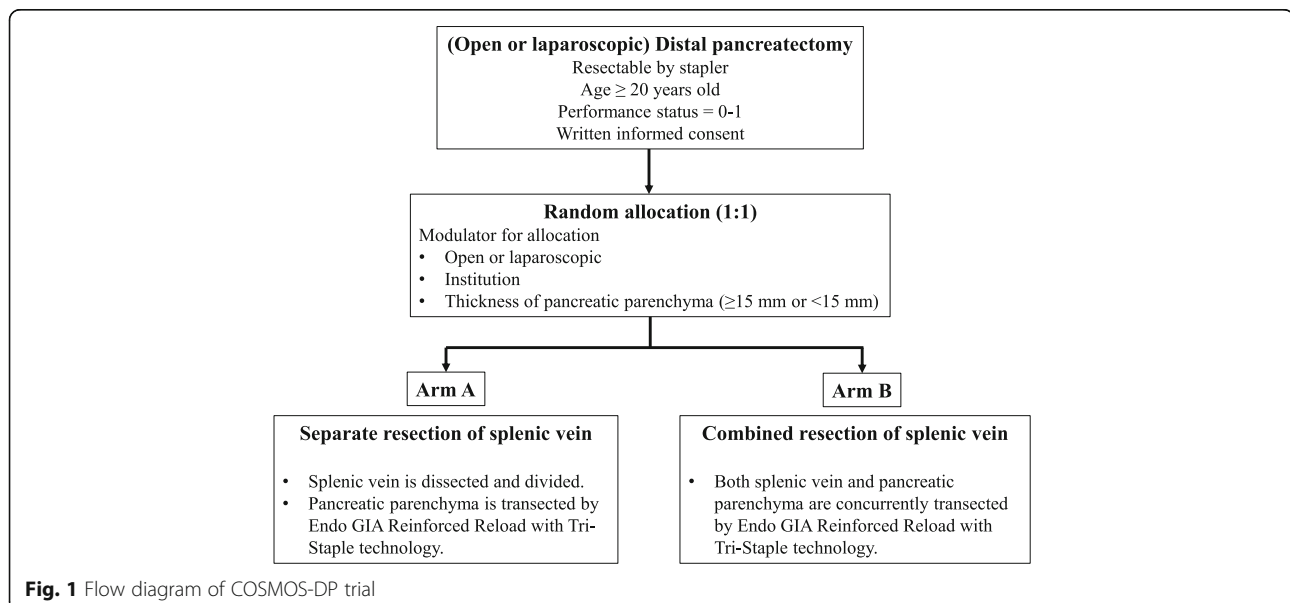 (Open or laparoscopic) Distal pancreatectomy
Resectable by stapler
Age ≥ 20 years old
Performance status = 0-1
Written informed consent
Random allocation (1:1)
Modulator for allocation
• Open or laparoscopic
• Institution
• Thickness of pancreatic parenchyma (≥15 mm or <15 mm)
Arm A
Separate resection of splenic vein
• Splenic vein is dissected and divided.
• Pancreatic parenchyma is transected by
Endo GIA Reinforced Reload with Tri-
Staple technology.
Arm B
Combined resection of splenic vein
• Both splenic vein and pancreatic
parenchyma are concurrently transected
by Endo GIA Reinforced Reload with
Tri-Staple technology.
Fig. 1 Flow diagram of COSMOS-DP trial